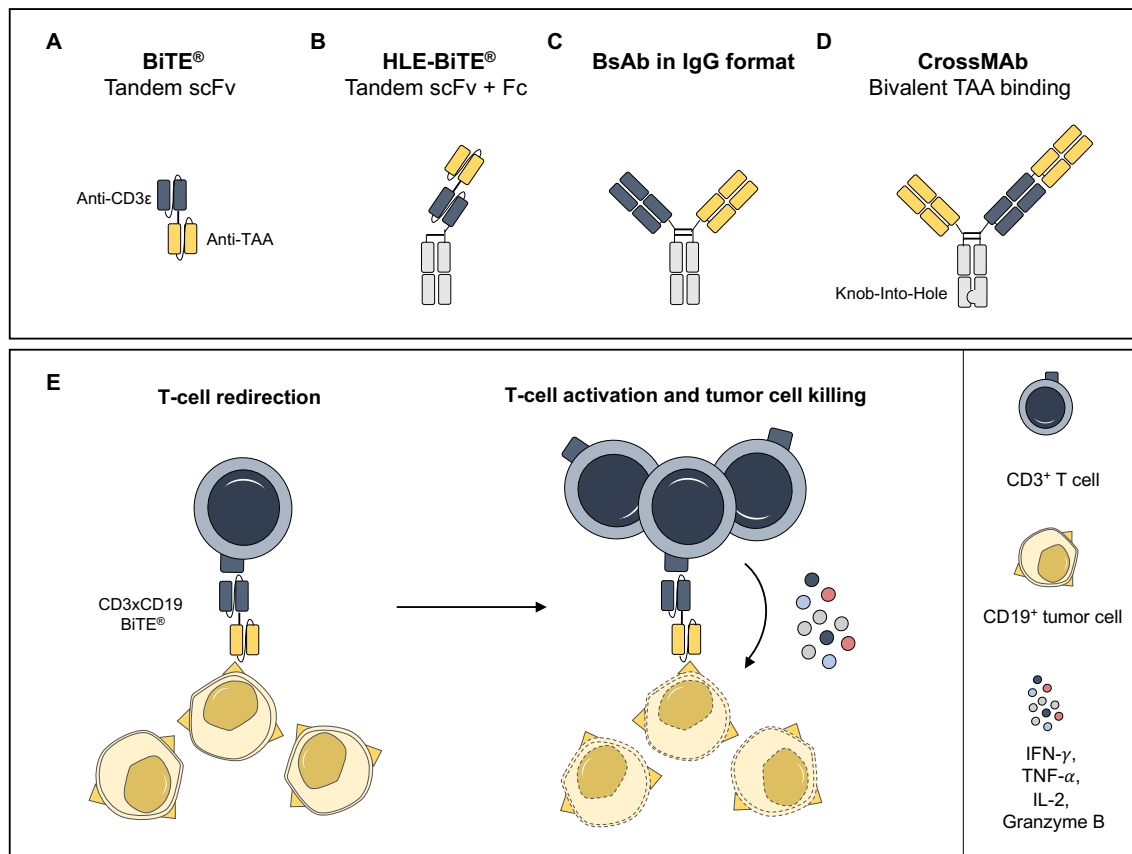 A
BiTE®
Tandem scFv
Anti-CD3ε
Anti-TAA
B
HLE-BiTE®
Tandem scFv + Fc
C
BsAb in IgG format
D
CrossMAb
Bivalent TAA binding
Knob-Into-Hole
E
T-cell redirection
CD3xCD19
BiTE®
T-cell activation and tumor cell killing
CD3⁺ T cell
CD19⁺ tumor cell
IFN-γ,
TNF-α,
IL-2,
Granzyme B